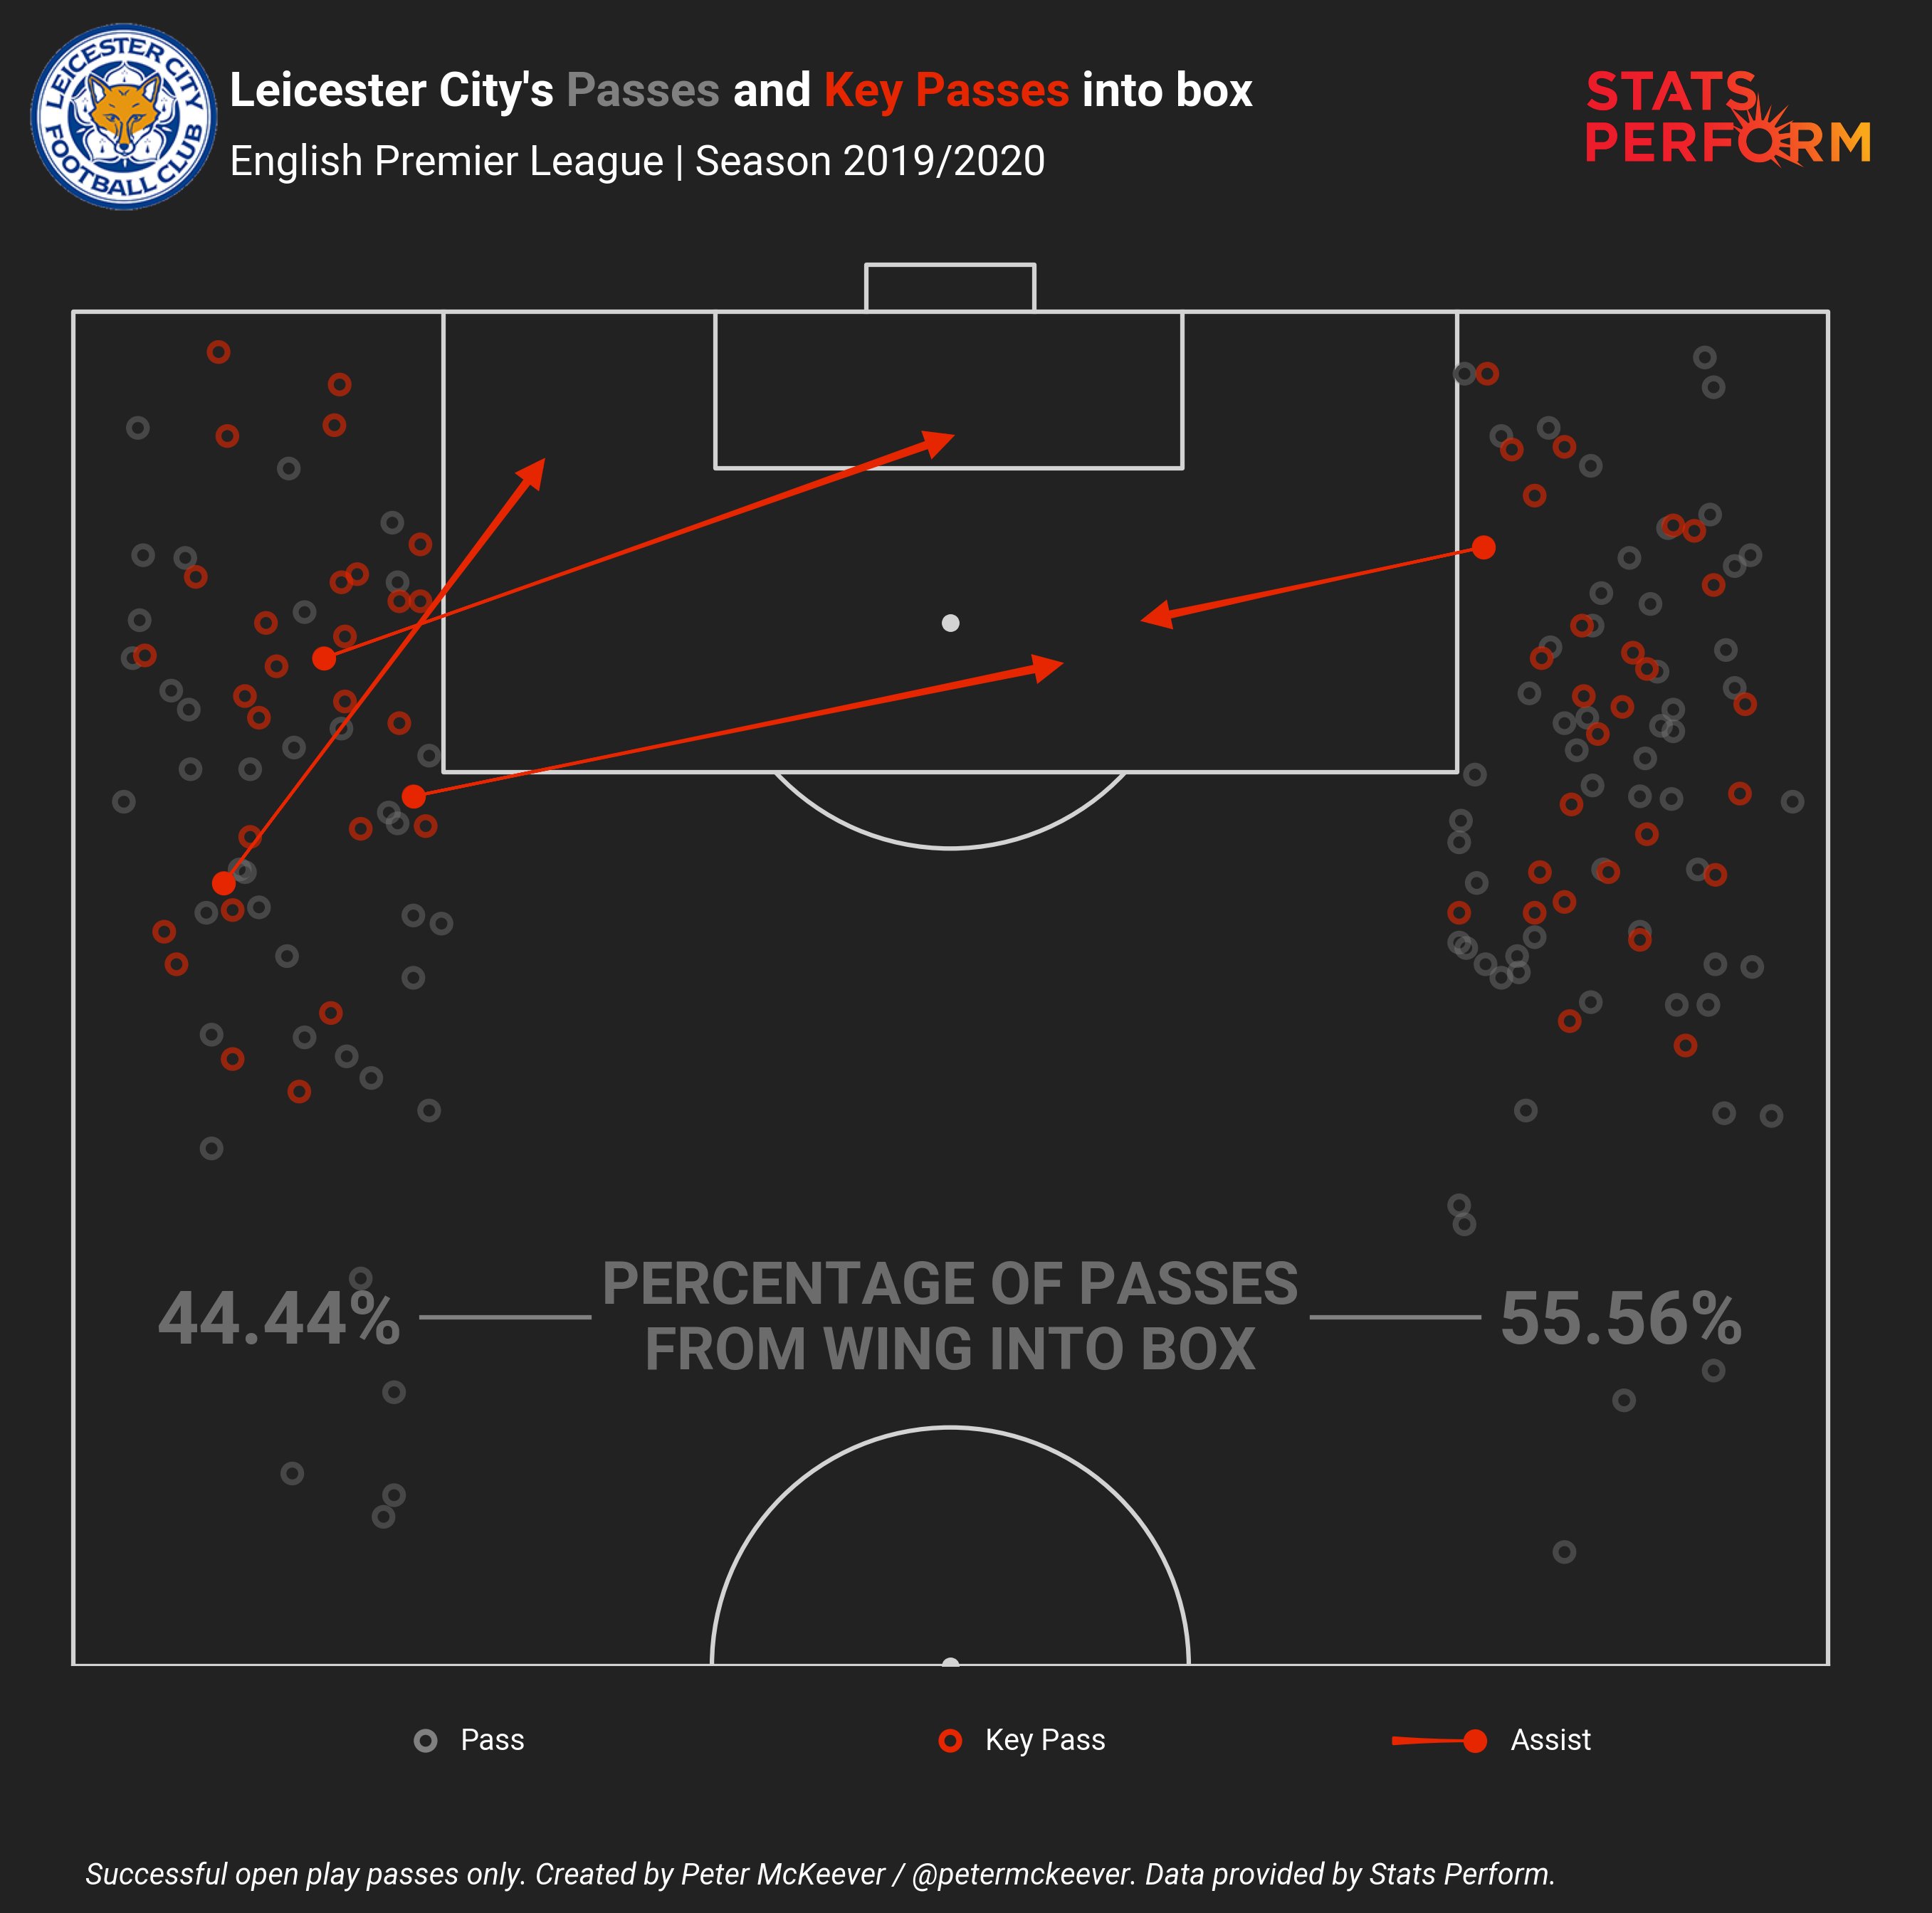 LEICESTER CITY
FOOTBALL CLUB
Leicester City's Passes and Key Passes into box
English Premier League | Season 2019/2020
STATS
PERFORM
PERCENTAGE OF PASSES
44.44%
FROM WING INTO BOX
55.56%
Pass
Key Pass
Assist
Successful open play passes only. Created by Peter McKeever / @petermckeever. Data provided by Stats Perform.